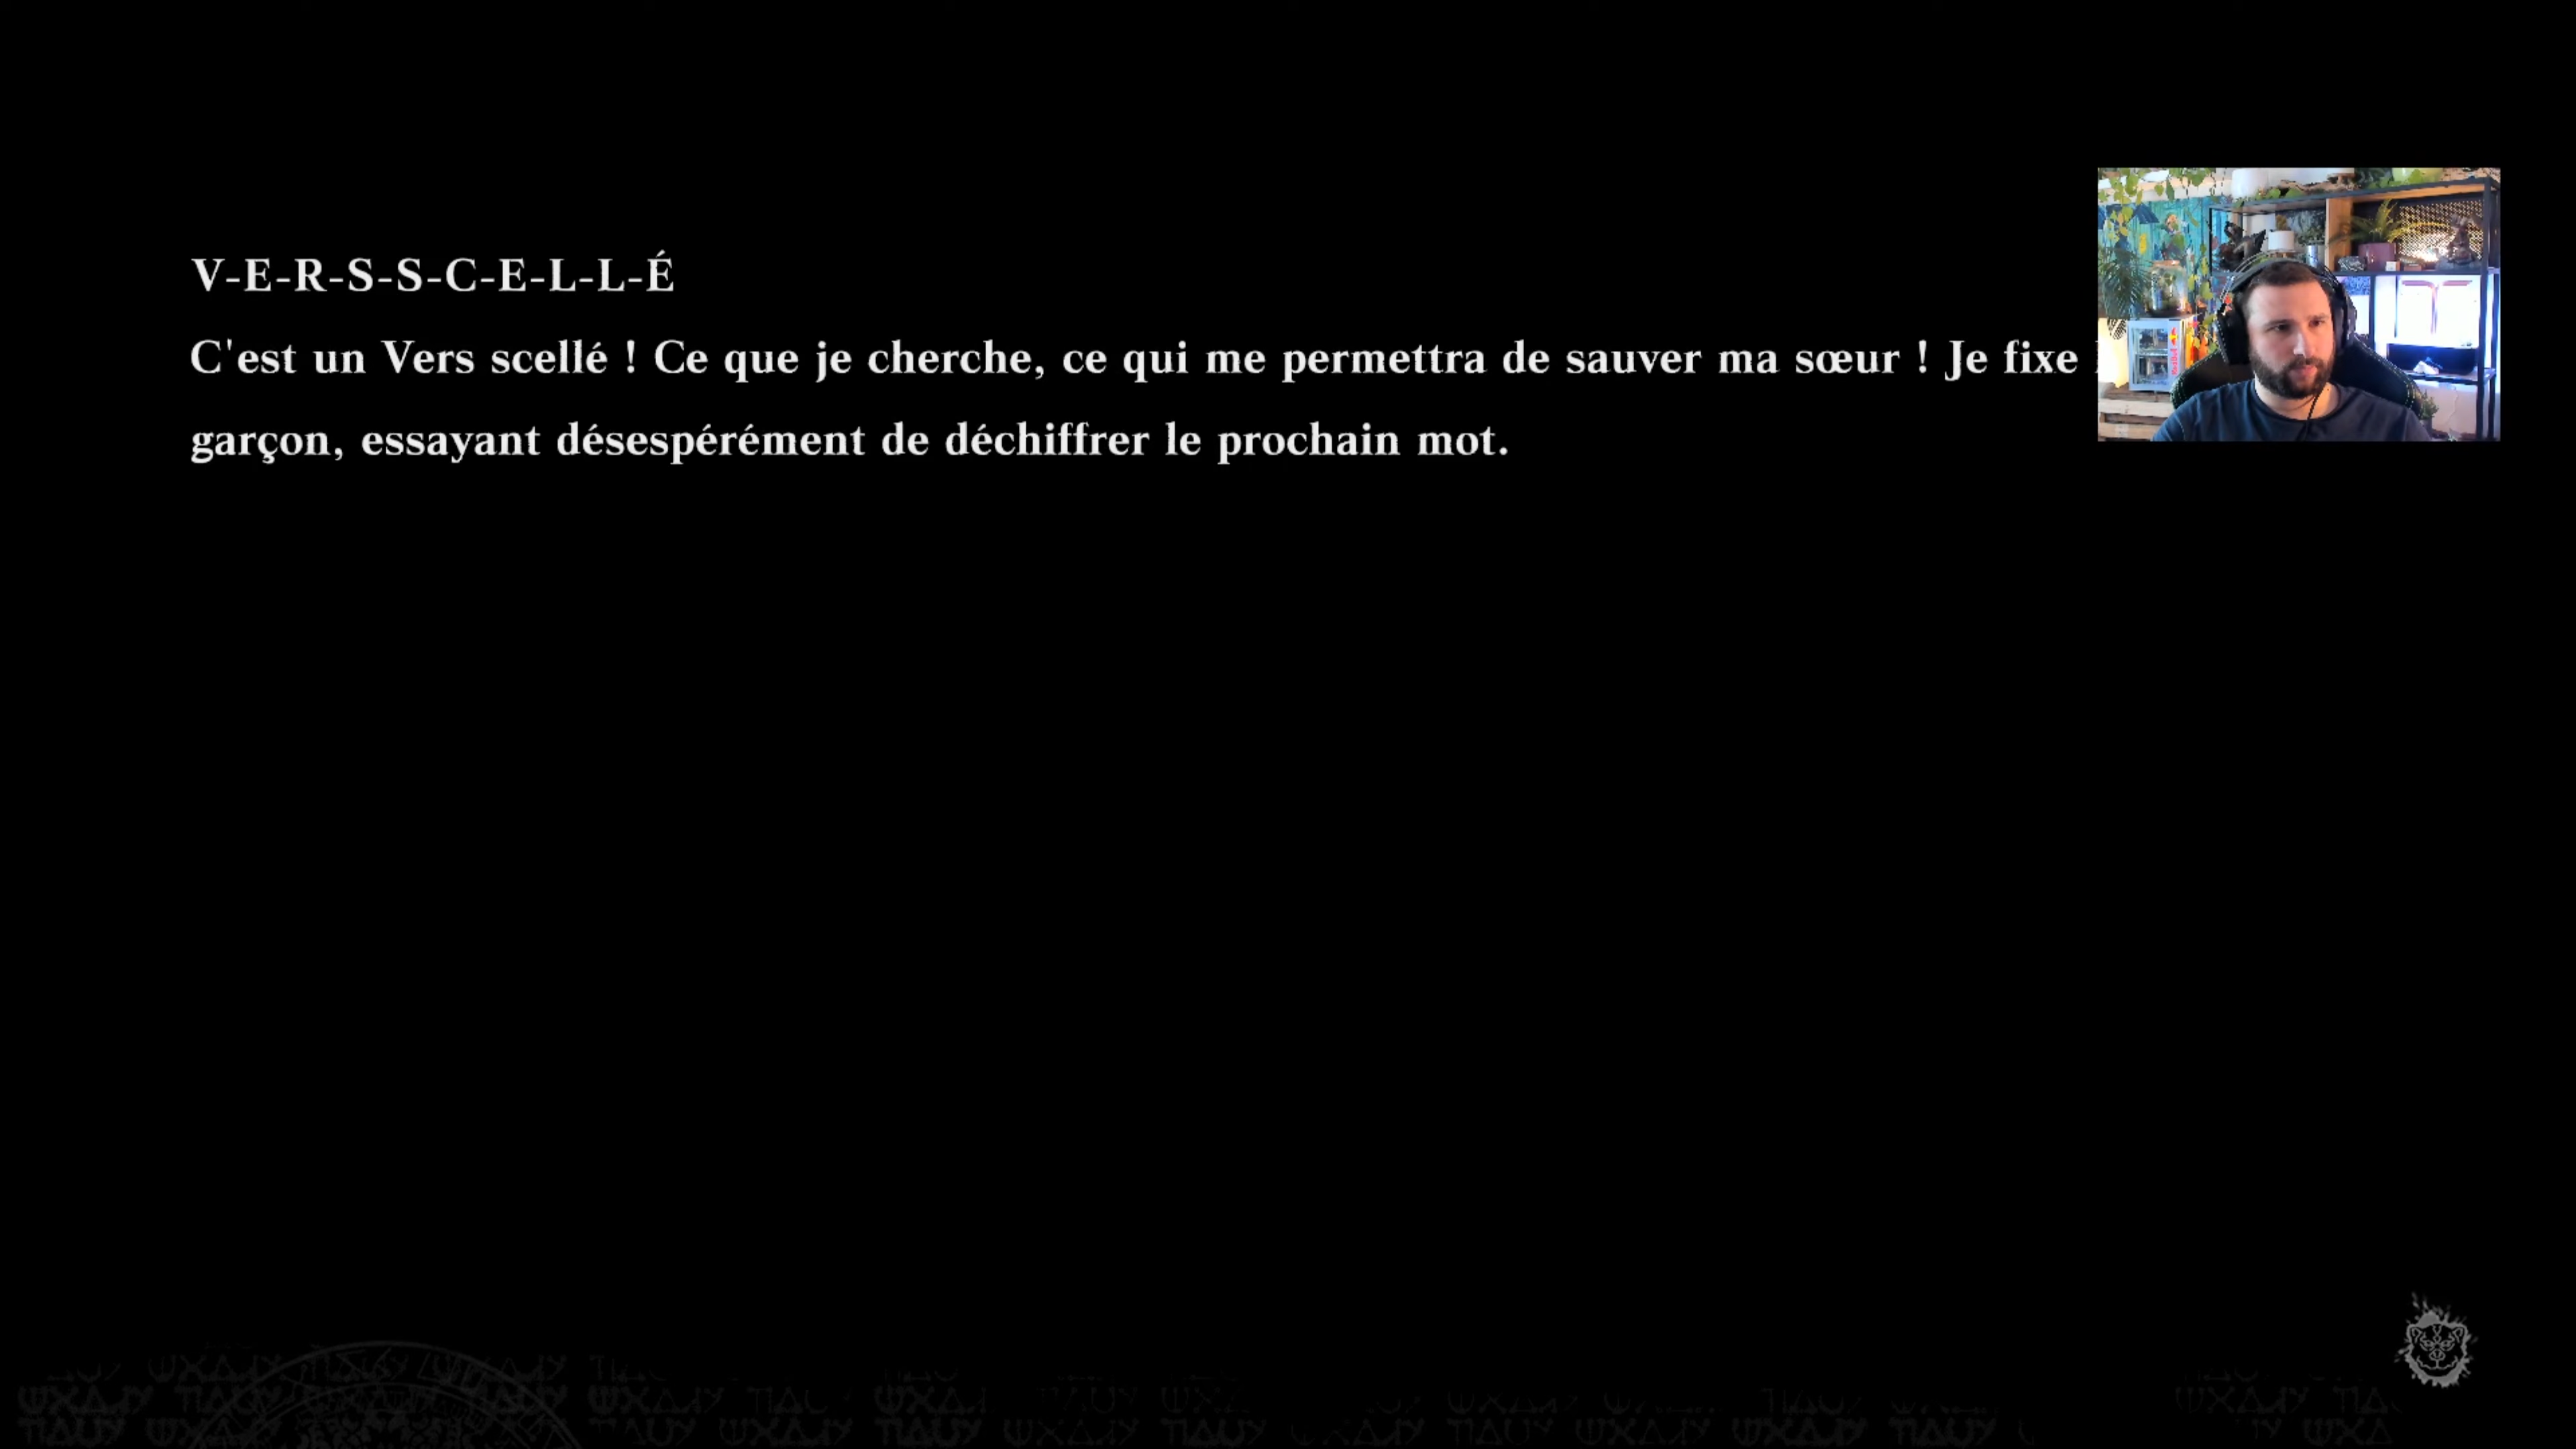 V-E-R-S-S-C-E-L-L-É
C'est un Vers scellé ! Ce que je cherche, ce qui me permettra de sauver ma sœur ! Je fixe
garçon, essayant désespérément de déchiffrer le prochain mot.